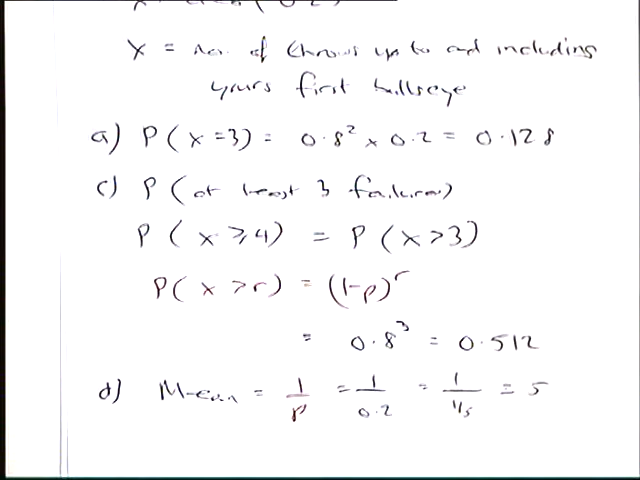 X = no. of throws up to and including
yours first bullseye
a) P(X=3) = 0.8² x 0.2 = 0.128
c) P(at least 3 failures)
P(X≥4) = P(X>3)
P(X>r) = (1-p)^r
= 0.8³ = 0.512
d) Mean = 1/p = 1/0.2 = 1/1/5 = 5